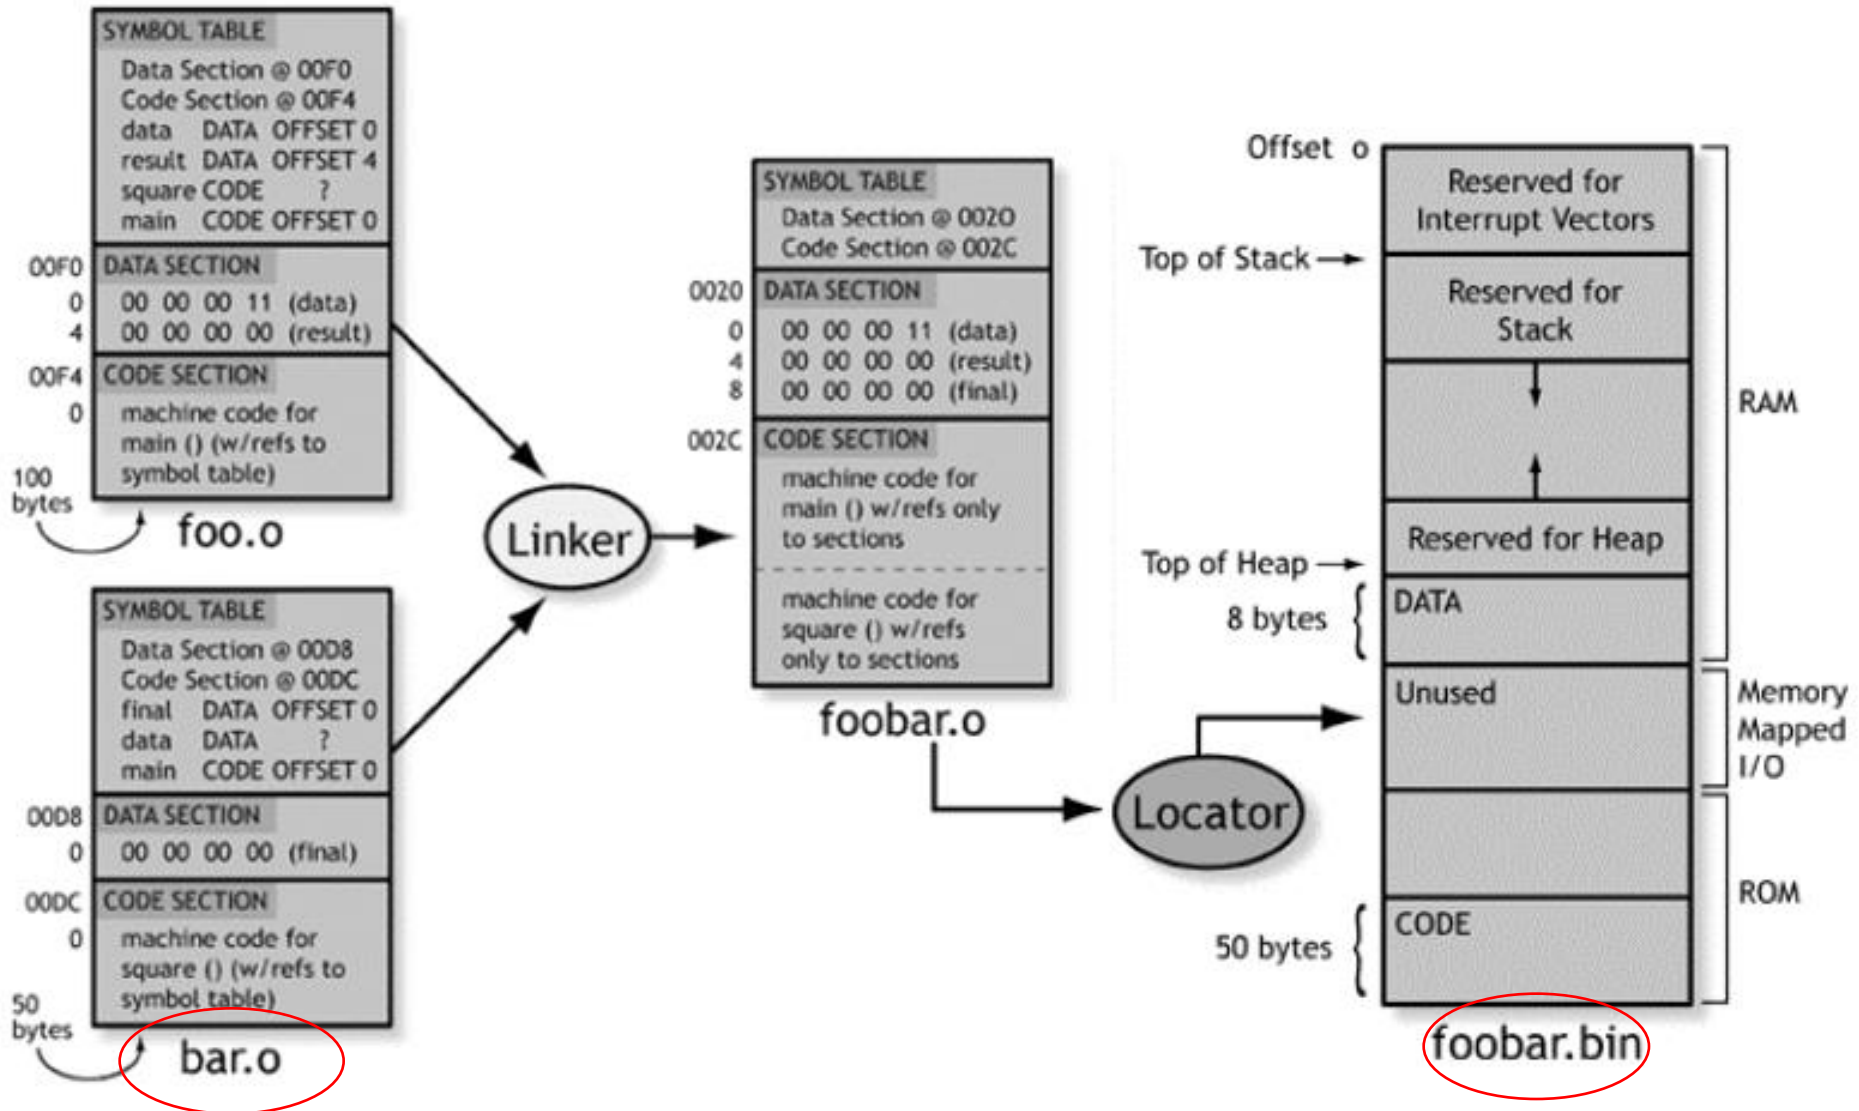 SYMBOL TABLE
Data Section @ 00F0
Code Section @ 00F4
data DATA OFFSET 0
result DATA OFFSET 4
square CODE ?
main CODE OFFSET 0
00F0 DATA SECTION
0 00 00 00 11 (data)
4 00 00 00 00 (result)
00F4 CODE SECTION
0 machine code for
main () (w/refs to
symbol table)
100
bytes
foo.o
SYMBOL TABLE
Data Section @ 00D8
Code Section @ 00DC
final DATA OFFSET 0
data DATA ?
main CODE OFFSET 0
00D8 DATA SECTION
0 00 00 00 00 (final)
00DC CODE SECTION
0 machine code for
square () (w/refs to
symbol table)
50
bytes
bar.o
Linker
SYMBOL TABLE
Data Section @ 0020
Code Section @ 002C
0020 DATA SECTION
0 00 00 00 11 (data)
4 00 00 00 00 (result)
8 00 00 00 00 (final)
002C CODE SECTION
machine code for
main () w/refs only
to sections
machine code for
square () w/refs
only to sections
foobar.o
Locator
Offset 0
Reserved for
Interrupt Vectors
Top of Stack
Reserved for
Stack
RAM
Reserved for Heap
Top of Heap
DATA
8 bytes
Unused
Memory
Mapped
I/O
ROM
CODE
50 bytes
foobar.bin